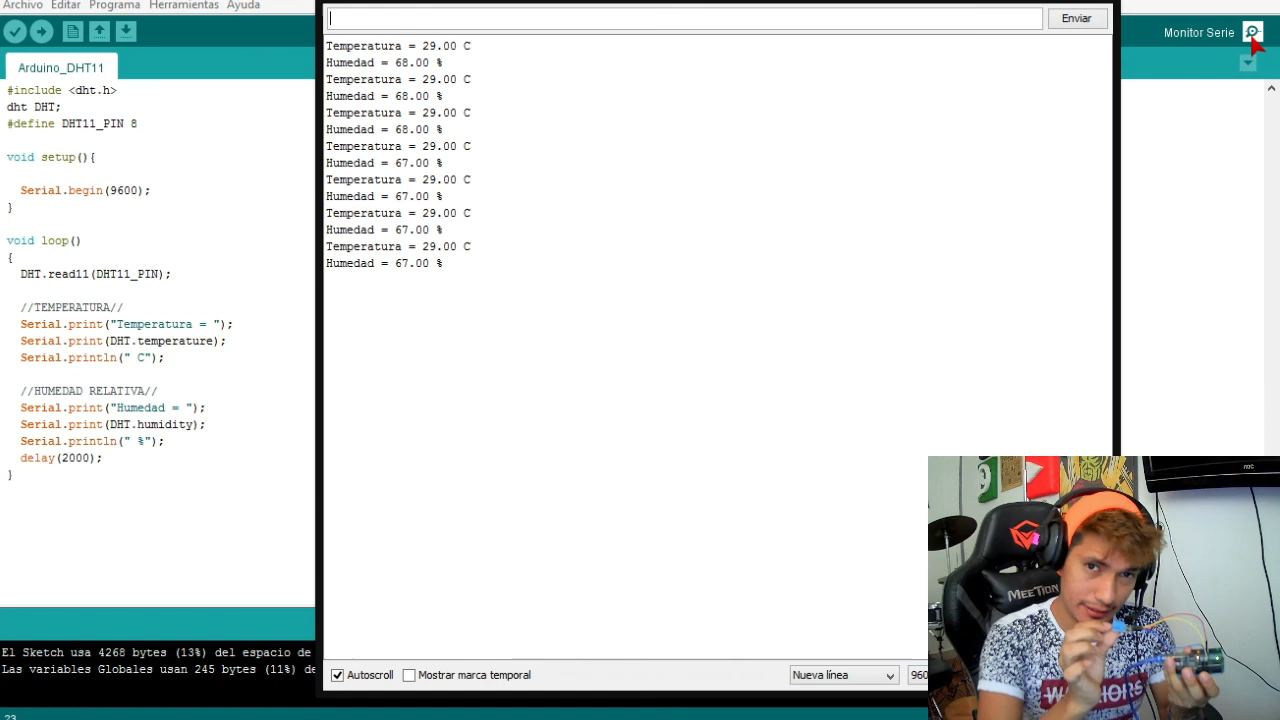 Archivo Editar Programa Herramientas Ayuda
Enviar
Monitor Serie
Arduino_DHT11
#include <dht.h>
dht DHT;
#define DHT11_PIN 8
void setup(){
Serial.begin(9600);
}
void loop()
{
DHT.read11(DHT11_PIN);
//TEMPERATURA//
Serial.print("Temperatura = ");
Serial.print(DHT.temperature);
Serial.println(" C");
//HUMEDAD RELATIVA//
Serial.print("Humedad = ");
Serial.print(DHT.humidity);
Serial.println(" %");
delay(2000);
}
Temperatura = 29.00 C
Humedad = 68.00 %
Temperatura = 29.00 C
Humedad = 68.00 %
Temperatura = 29.00 C
Humedad = 68.00 %
Temperatura = 29.00 C
Humedad = 67.00 %
Temperatura = 29.00 C
Humedad = 67.00 %
Temperatura = 29.00 C
Humedad = 67.00 %
Temperatura = 29.00 C
Humedad = 67.00 %
Autoscroll
Mostrar marca temporal
Nueva línea
960
El Sketch usa 4268 bytes (13%) del espacio de
Las variables Globales usan 245 bytes (11%) de
23
AOC
MEETION
WARRIORS